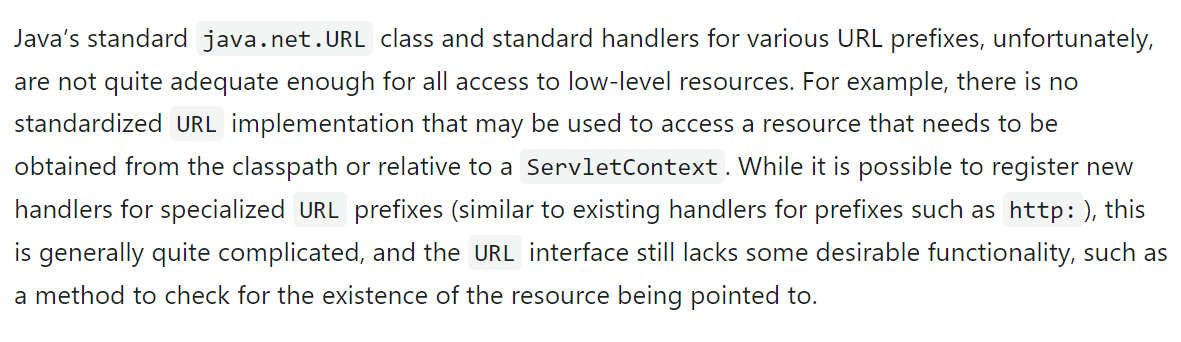 Java’s standard java.net.URL class and standard handlers for various URL prefixes, unfortunately,
are not quite adequate enough for all access to low-level resources. For example, there is no
standardized URL implementation that may be used to access a resource that needs to be
obtained from the classpath or relative to a ServletContext. While it is possible to register new
handlers for specialized URL prefixes (similar to existing handlers for prefixes such as http:), this
is generally quite complicated, and the URL interface still lacks some desirable functionality, such as
a method to check for the existence of the resource being pointed to.